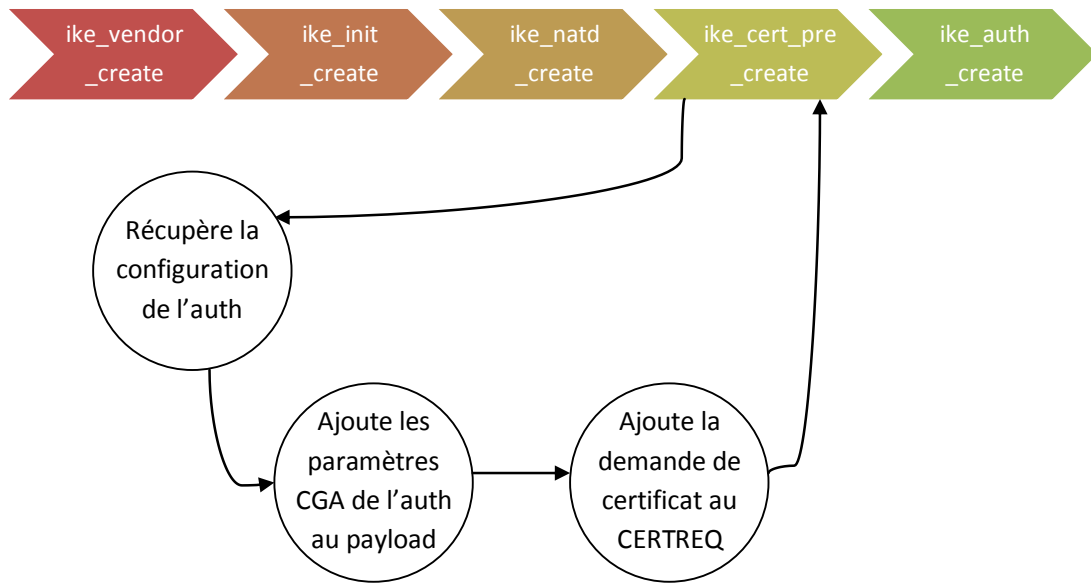 ike_vendor
_create
ike_init
_create
ike_natd
_create
ike_cert_pre
_create
ike_auth
_create
Récupère la
configuration
de l’auth
Ajoute les
paramètres
CGA de l’auth
au payload
Ajoute la
demande de
certificat au
CERTREQ